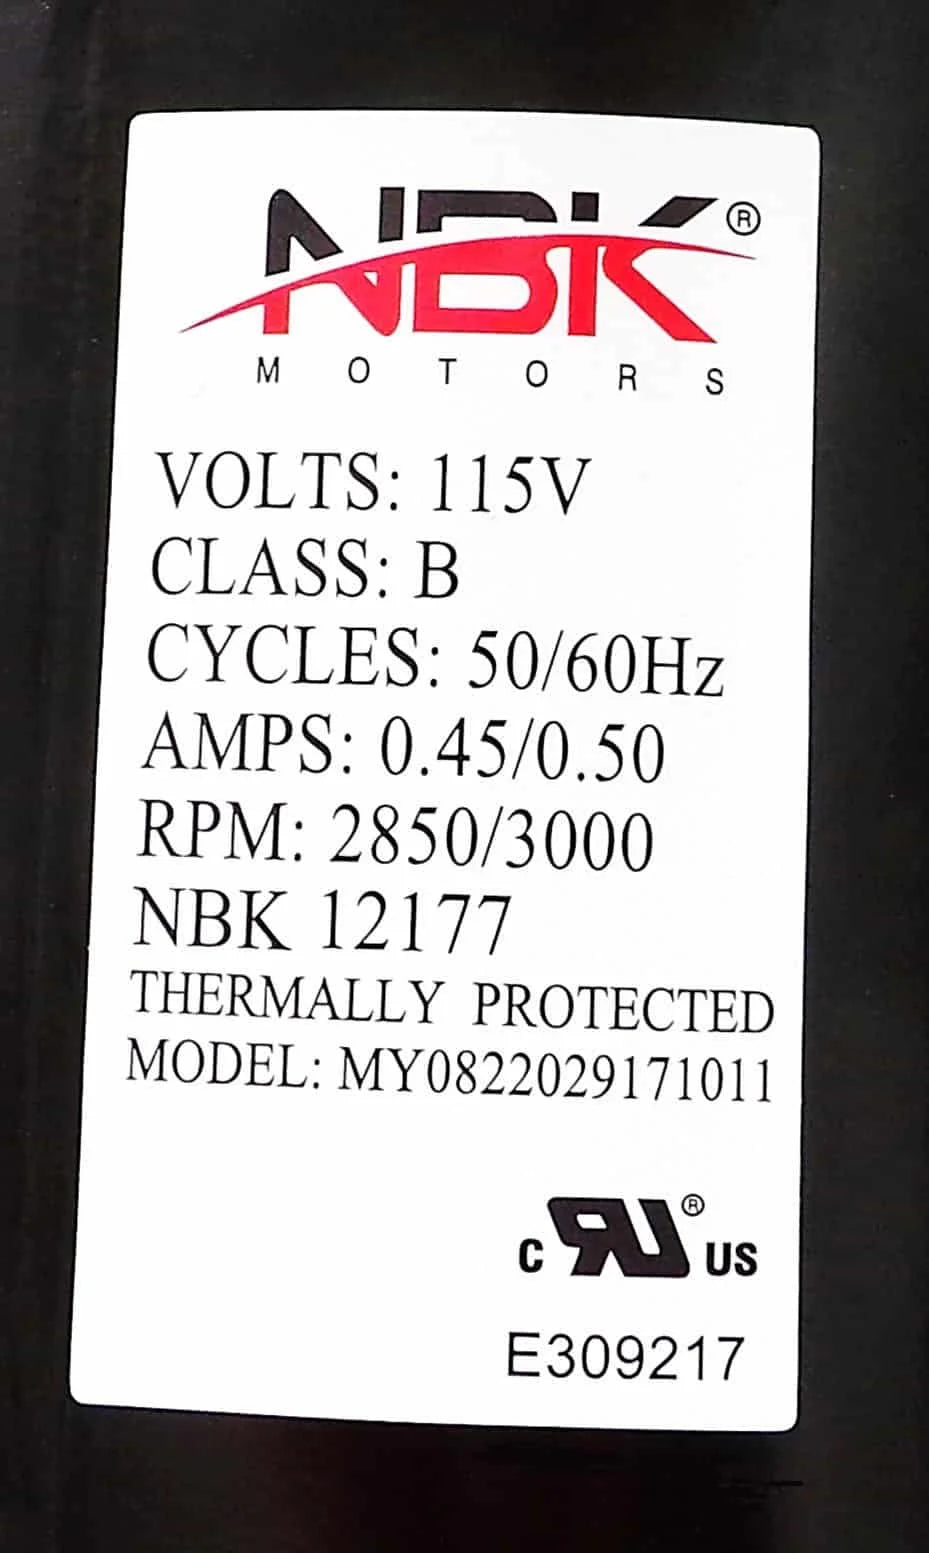 NBK®
MOTORS
VOLTS: 115V
CLASS: B
CYCLES: 50/60Hz
AMPS: 0.45/0.50
RPM: 2850/3000
NBK 12177
THERMALLY PROTECTED
MODEL: MY0822029171011
c RU® US
E309217